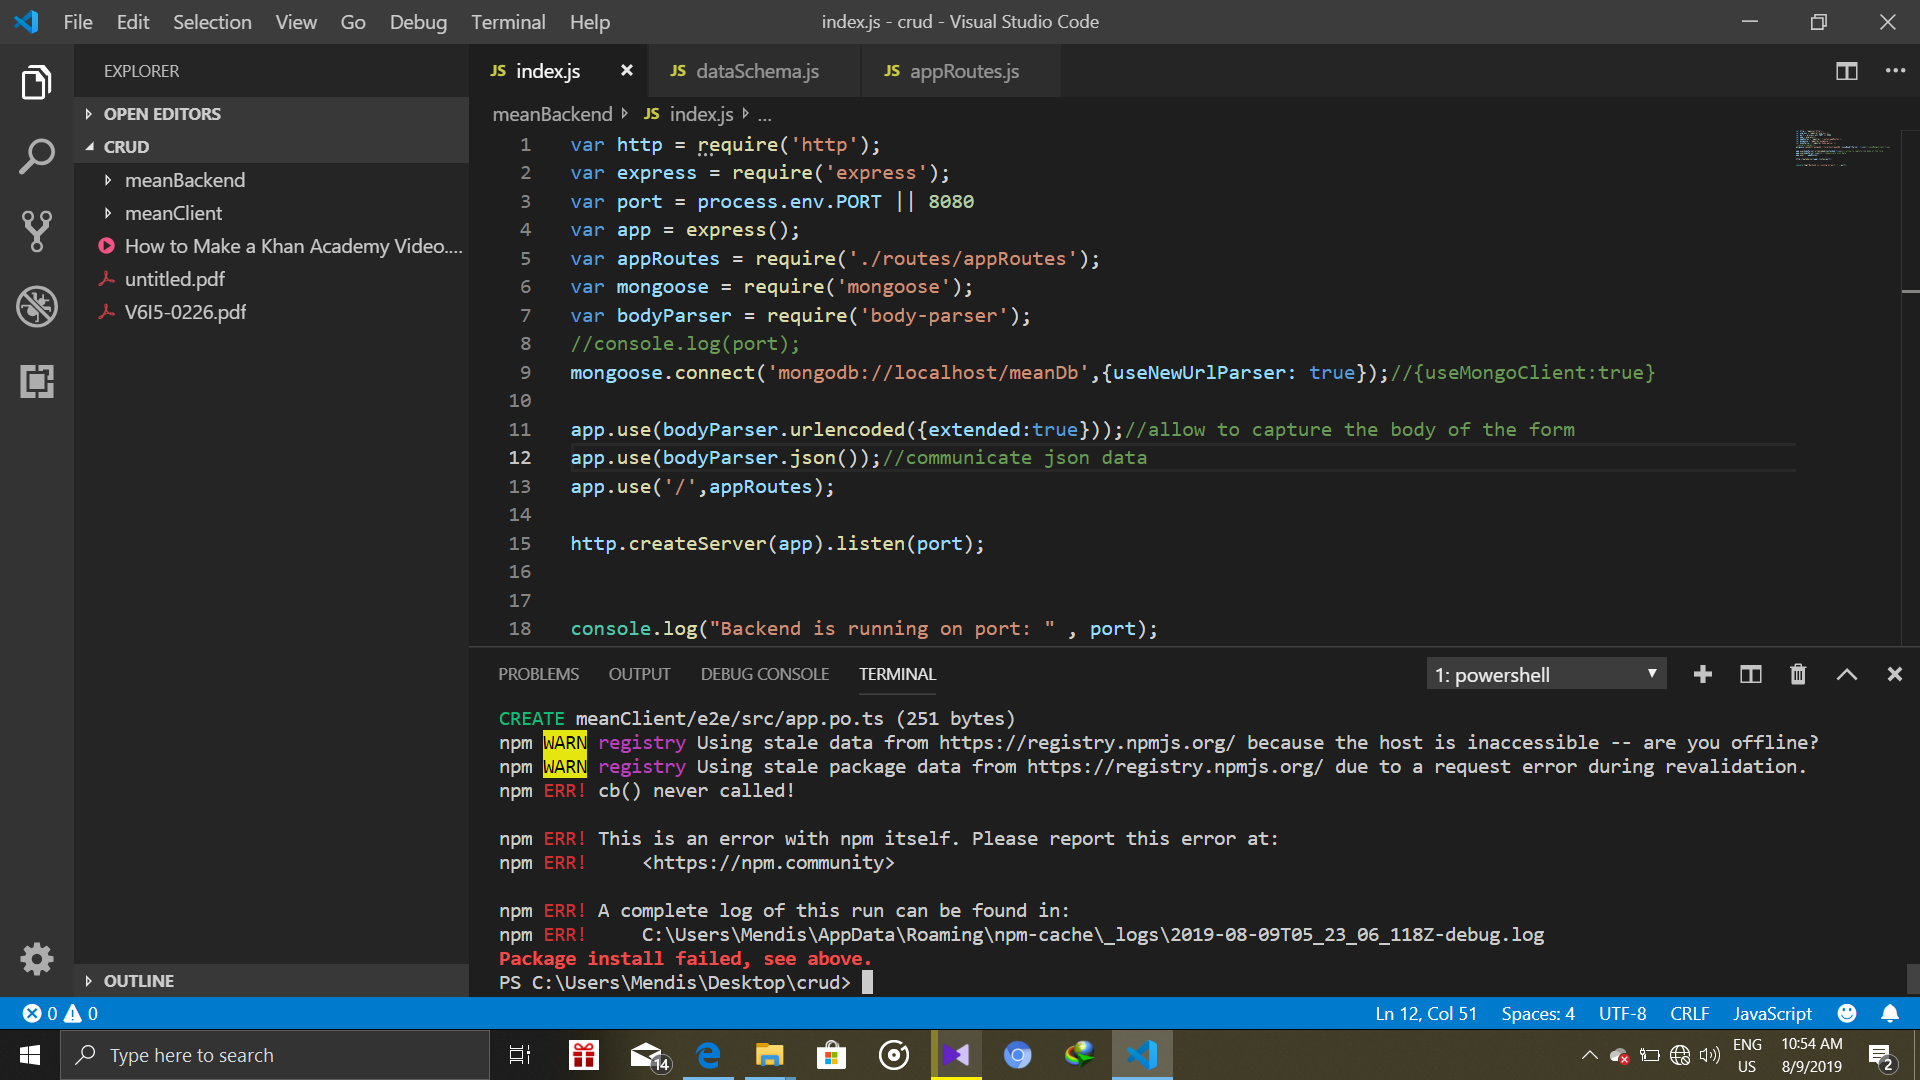 File Edit Selection View Go Debug Terminal Help
index.js - crud - Visual Studio Code
EXPLORER
OPEN EDITORS
CRUD
meanBackend
meanClient
How to Make a Khan Academy Video....
untitled.pdf
V6I5-0226.pdf
OUTLINE
JS index.js
JS dataSchema.js
JS appRoutes.js
meanBackend JS index.js ...
1 var http = require('http');
2 var express = require('express');
3 var port = process.env.PORT || 8080
4 var app = express();
5 var appRoutes = require('./routes/appRoutes');
6 var mongoose = require('mongoose');
7 var bodyParser = require('body-parser');
8 //console.log(port);
9 mongoose.connect('mongodb://localhost/meanDb',{useNewUrlParser: true});//{useMongoClient:true}
10
11 app.use(bodyParser.urlencoded({extended:true}));//allow to capture the body of the form
12 app.use(bodyParser.json());//communicate json data
13 app.use('/',appRoutes);
14
15 http.createServer(app).listen(port);
16
17
18 console.log("Backend is running on port: " , port);
PROBLEMS OUTPUT DEBUG CONSOLE TERMINAL
1: powershell
CREATE meanClient/e2e/src/app.po.ts (251 bytes)
npm WARN registry Using stale data from https://registry.npmjs.org/ because the host is inaccessible -- are you offline?
npm WARN registry Using stale package data from https://registry.npmjs.org/ due to a request error during revalidation.
npm ERR! cb() never called!
npm ERR! This is an error with npm itself. Please report this error at:
npm ERR! <https://npm.community>
npm ERR! A complete log of this run can be found in:
npm ERR! C:\Users\Mendis\AppData\Roaming\npm-cache\_logs\2019-08-09T05_23_06_118Z-debug.log
Package install failed, see above.
PS C:\Users\Mendis\Desktop\crud>
0 0
Ln 12, Col 51 Spaces: 4 UTF-8 CRLF JavaScript
Type here to search
14
ENG
US
10:54 AM
8/9/2019
2